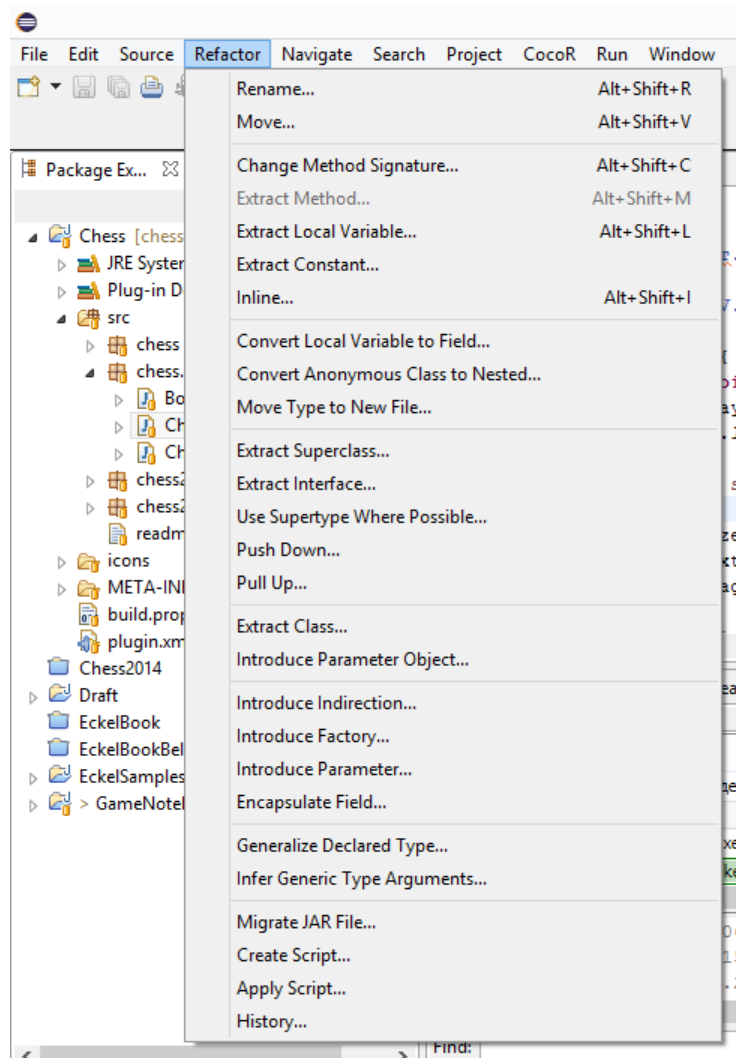 File Edit Source Refactor Navigate Search Project CocoR Run Window
Rename... Alt+Shift+R
Move... Alt+Shift+V
Change Method Signature... Alt+Shift+C
Extract Method... Alt+Shift+M
Extract Local Variable... Alt+Shift+L
Extract Constant...
Inline... Alt+Shift+I
Convert Local Variable to Field...
Convert Anonymous Class to Nested...
Move Type to New File...
Extract Superclass...
Extract Interface...
Use Supertype Where Possible...
Push Down...
Pull Up...
Extract Class...
Introduce Parameter Object...
Introduce Indirection...
Introduce Factory...
Introduce Parameter...
Encapsulate Field...
Generalize Declared Type...
Infer Generic Type Arguments...
Migrate JAR File...
Create Script...
Apply Script...
History...
Package Ex...
Chess [chess
JRE Syster
Plug-in D
src
chess
chess.
Bo
Ch
Ch
chess2
chess2
readm
icons
META-INI
build.prop
plugin.xm
Chess2014
Draft
EckelBook
EckelBookBel
EckelSamples
> GameNotel
Find: